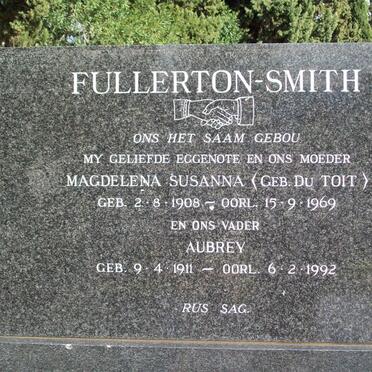 FULLERTON-SMITH
ONS HET SAAM GEBOU
MY GELIEFDE EGGENOTE EN ONS MOEDER
MAGDELENA SUSANNA (GEB. DU TOIT)
GEB. 2·8·1908 – OORL. 15·9·1969
EN ONS VADER
AUBREY
GEB. 9·4·1911 – OORL. 6·2·1992
RUS SAG.